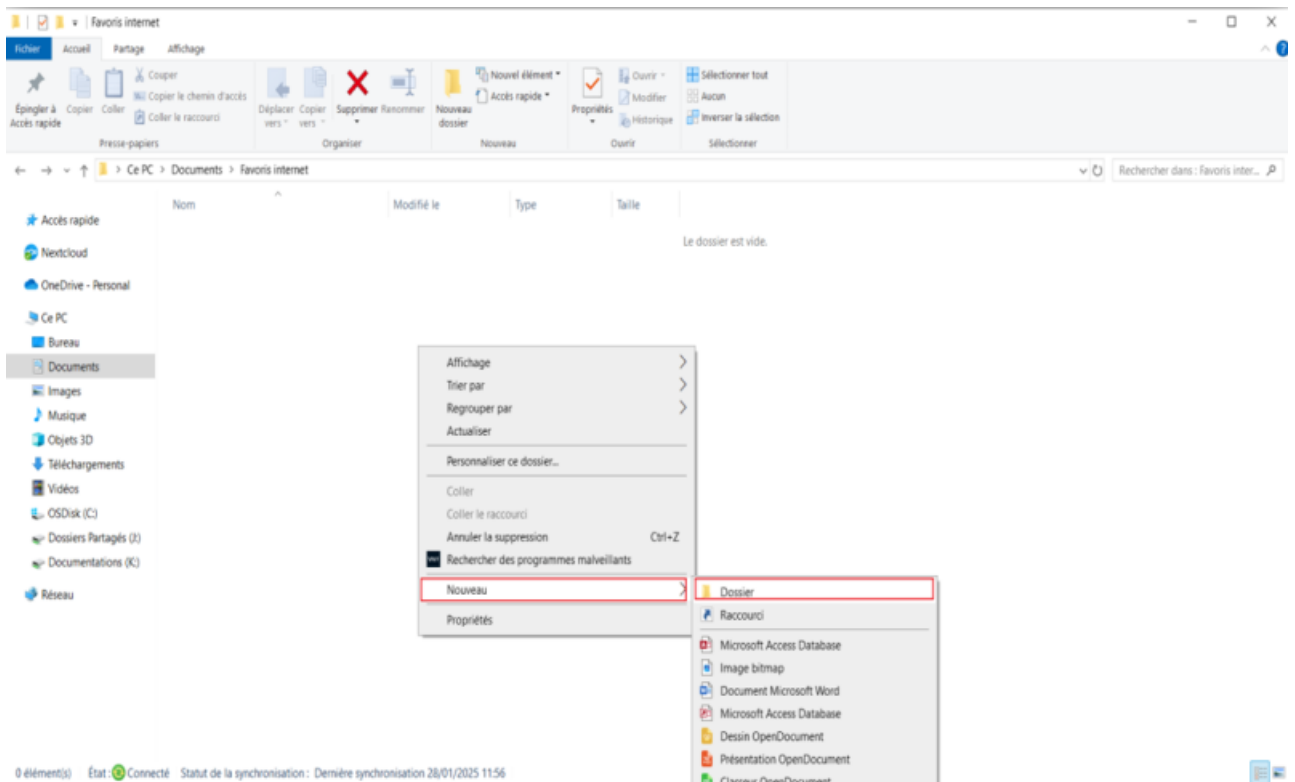 Favoris internet
Fichier Accueil Partage Affichage
Épingler à Accès rapide
Copier
Coller
Couper
Copier le chemin d'accès
Coller le raccourci
Presse-papiers
Déplacer vers
Copier vers
Supprimer
Renommer
Organiser
Nouveau dossier
Nouvel élément
Accès rapide
Nouveau
Propriétés
Ouvrir
Modifier
Historique
Ouvrir
Sélectionner tout
Aucun
Inverser la sélection
Sélectionner
Ce PC > Documents > Favoris internet
Rechercher dans : Favoris inter...
Nom Modifié le Type Taille
Le dossier est vide.
Accès rapide
Nextcloud
OneDrive - Personal
Ce PC
Bureau
Documents
Images
Musique
Objets 3D
Téléchargements
Vidéos
OSDisk (C:)
Dossiers Partagés (J:)
Documentations (K:)
Réseau
Affichage
Trier par
Regrouper par
Actualiser
Personnaliser ce dossier...
Coller
Coller le raccourci
Annuler la suppression Ctrl+Z
Rechercher des programmes malveillants
Nouveau
Propriétés
Dossier
Raccourci
Microsoft Access Database
Image bitmap
Document Microsoft Word
Microsoft Access Database
Dessin OpenDocument
Présentation OpenDocument
Classeur OpenDocument
0 élément(s) État : Connecté Statut de la synchronisation : Dernière synchronisation 28/01/2025 11:56